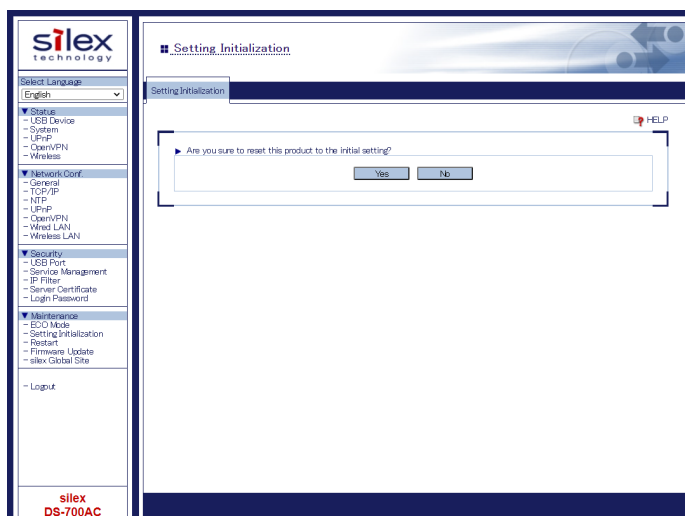 silex
technology
Select Language
English
▼ Status
- USB Device
- System
- UPnP
- OpenVPN
- Wireless
▼ Network Conf.
- General
- TCP/IP
- NTP
- UPnP
- OpenVPN
- Wired LAN
- Wireless LAN
▼ Security
- USB Port
- Service Management
- IP Filter
- Server Certificate
- Login Password
▼ Maintenance
- ECO Mode
- Setting Initialization
- Restart
- Firmware Update
- silex Global Site
- Logout
silex
DS-700AC
Setting Initialization
Setting Initialization
HELP
Are you sure to reset this product to the initial setting?
Yes No